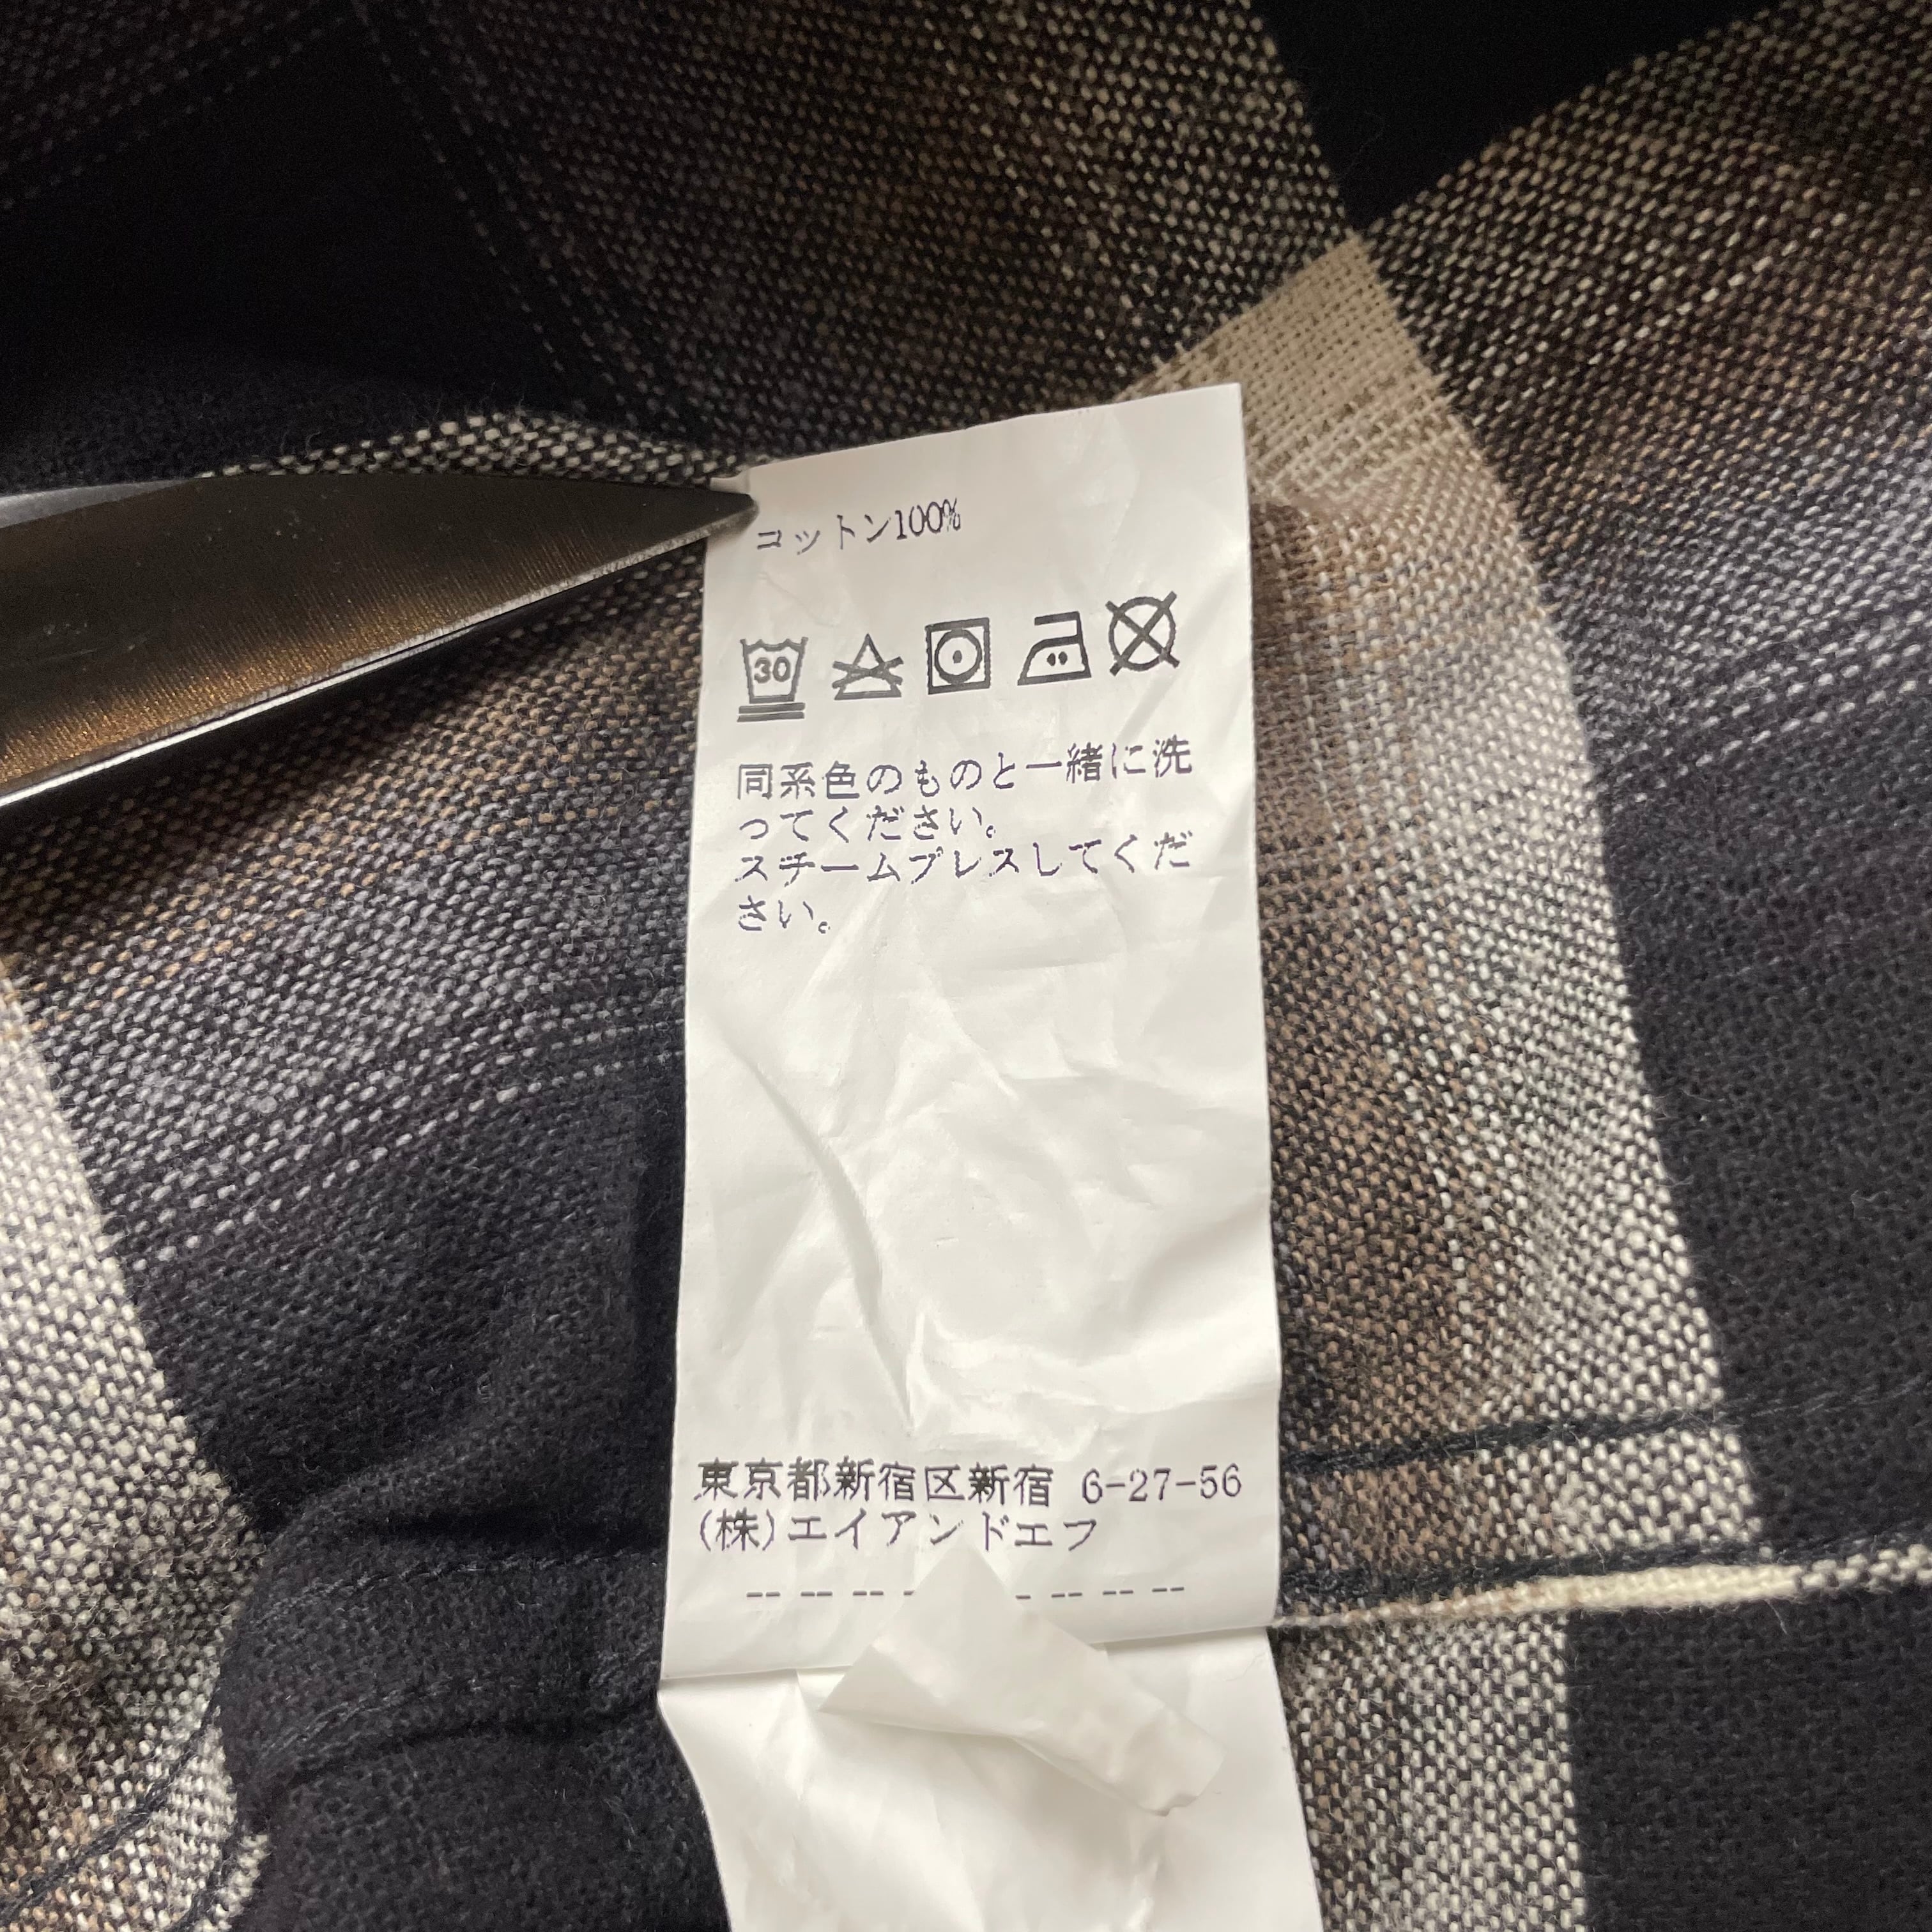 コットン100%
30
同系色のものと一緒に洗
ってください。
スチームプレスしてくだ
さい。
東京都新宿区新宿 6-27-56
(株)エイアンドエフ